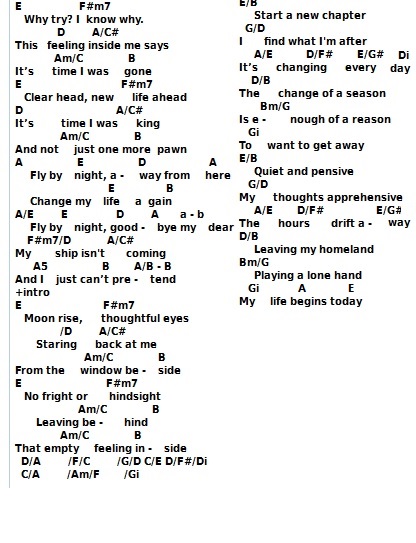 E F#m7
Why try? I know why.
D A/C#
This feeling inside me says
Am/C B
It's time I was gone
E F#m7
Clear head, new life ahead
D A/C#
It's time I was king
Am/C B
And not just one more pawn
A E D A
Fly by night, a - way from here
E B
Change my life a gain
A/E E D A a - b
Fly by night, good - bye my dear
F#m7/D A/C#
My ship isn't coming
A5 B A/B - B
And I just can't pre - tend
+intro
E F#m7
Moon rise, thoughtful eyes
/D A/C#
Staring back at me
Am/C B
From the window be - side
E F#m7
No fright or hindsight
Am/C B
Leaving be - hind
Am/C B
That empty feeling in - side
D/A /F/C /G/D C/E D/F#/Di
C/A /Am/F /Gi
E/B
Start a new chapter
G/D
I find what I'm after
A/E D/F# E/G# Di
It's changing every day
D/B
The change of a season
Bm/G
Is e - nough of a reason
Gi
To want to get away
E/B
Quiet and pensive
G/D
My thoughts apprehensive
A/E D/F# E/G#
The hours drift a - way
D/B
Leaving my homeland
Bm/G
Playing a lone hand
Gi A E
My life begins today